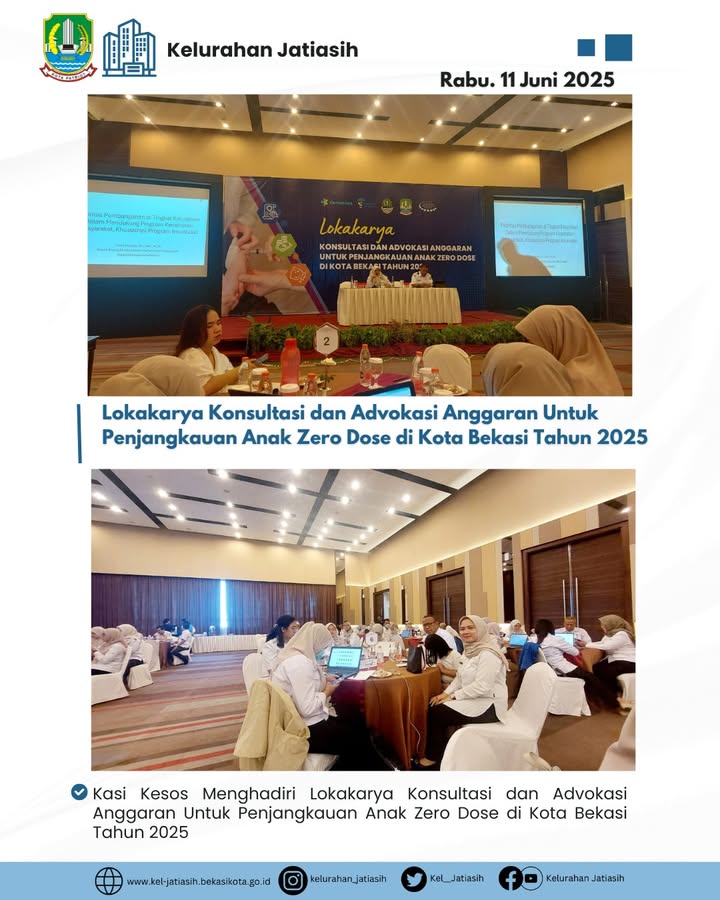 Kelurahan Jatiasih
Rabu. 11 Juni 2025
Lokakarya
KONSULTASI DAN ADVOKASI ANGGARAN
UNTUK PENJANGKAUAN ANAK ZERO DOSE
DI KOTA BEKASI TAHUN
2
Lokakarya Konsultasi dan Advokasi Anggaran Untuk
Penjangkauan Anak Zero Dose di Kota Bekasi Tahun 2025
Kasi Kesos Menghadiri Lokakarya Konsultasi dan Advokasi
Anggaran Untuk Penjangkauan Anak Zero Dose di Kota Bekasi
Tahun 2025
www.kel-jatiasih.bekasikota.go.id
kelurahan_jatiasih
Kel__Jatiasih
Kelurahan Jatiasih